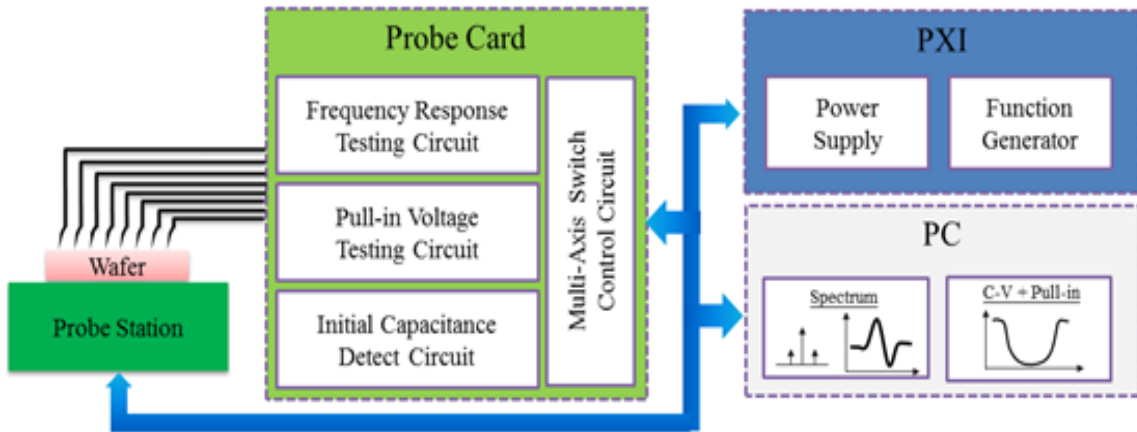 Probe Card
Frequency Response
Testing Circuit
Pull-in Voltage
Testing Circuit
Initial Capacitance
Detect Circuit
Multi-Axis Switch
Control Circuit
Wafer
Probe Station
PXI
Power
Supply
Function
Generator
PC
Spectrum
C-V + Pull-in